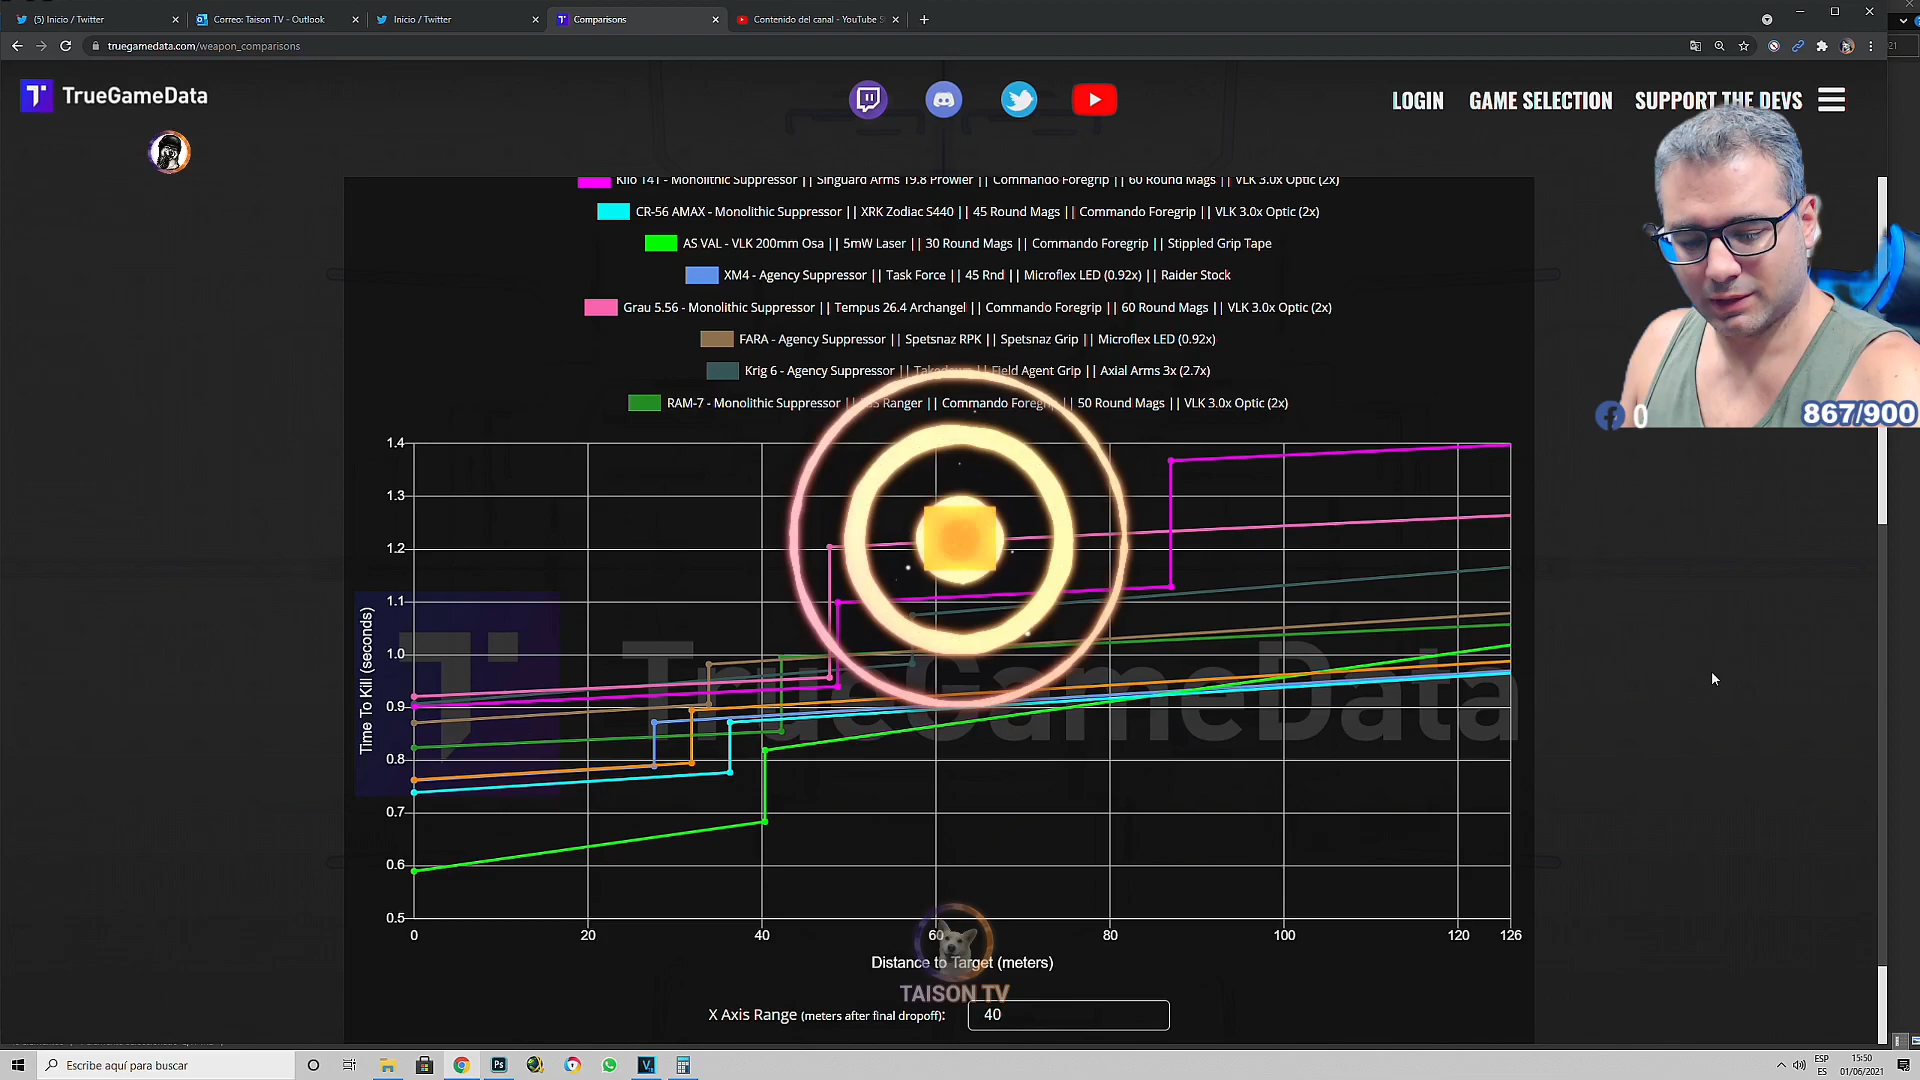 (5) Inicio / Twitter
Correo: Taison TV - Outlook
Inicio / Twitter
Comparisons
Contenido del canal - YouTube S
truegamedata.com/weapon_comparisons
21
TrueGameData
LOGIN
GAME SELECTION
SUPPORT THE DEVS
Kilo 141 - Monolithic Suppressor || Singuard Arms 19.8 Prowler || Commando Foregrip || 60 Round Mags || VLK 3.0x Optic (2x)
CR-56 AMAX - Monolithic Suppressor || XRK Zodiac S440 || 45 Round Mags || Commando Foregrip || VLK 3.0x Optic (2x)
AS VAL - VLK 200mm Osa || 5mW Laser || 30 Round Mags || Commando Foregrip || Stippled Grip Tape
XM4 - Agency Suppressor || Task Force || 45 Rnd || Microflex LED (0.92x) || Raider Stock
Grau 5.56 - Monolithic Suppressor || Tempus 26.4 Archangel || Commando Foregrip || 60 Round Mags || VLK 3.0x Optic (2x)
FARA - Agency Suppressor || Spetsnaz RPK || Spetsnaz Grip || Microflex LED (0.92x)
Krig 6 - Agency Suppressor || Takedown || Field Agent Grip || Axial Arms 3x (2.7x)
RAM-7 - Monolithic Suppressor || Ranger || Commando Foregrip || 50 Round Mags || VLK 3.0x Optic (2x)
0
867/900
1.4
1.3
1.2
1.1
1.0
0.9
0.8
0.7
0.6
0.5
Time To Kill (seconds)
TrueGameData
0
20
40
60
80
100
120
126
Distance to Target (meters)
TAISON TV
X Axis Range (meters after final dropoff):
40
Escribe aquí para buscar
ESP
ES
15:50
01/06/2021